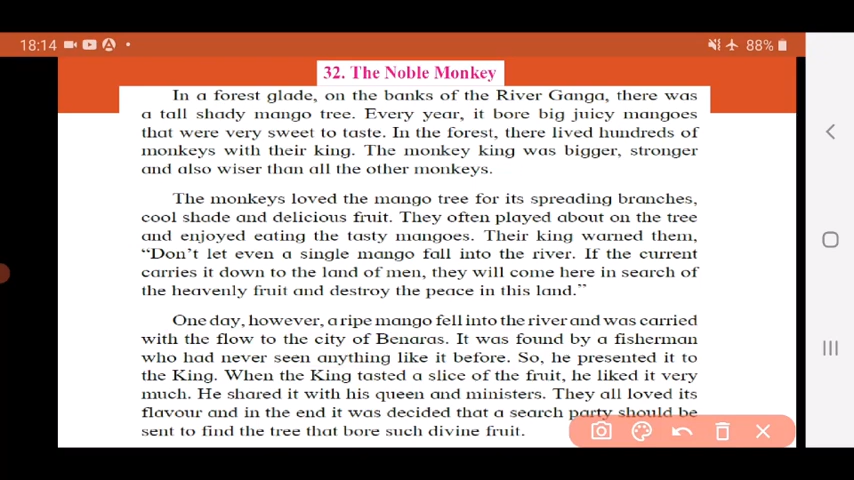 18:14
88%
32. The Noble Monkey
In a forest glade, on the banks of the River Ganga, there was
a tall shady mango tree. Every year, it bore big juicy mangoes
that were very sweet to taste. In the forest, there lived hundreds of
monkeys with their king. The monkey king was bigger, stronger
and also wiser than all the other monkeys.
The monkeys loved the mango tree for its spreading branches,
cool shade and delicious fruit. They often played about on the tree
and enjoyed eating the tasty mangoes. Their king warned them,
“Don’t let even a single mango fall into the river. If the current
carries it down to the land of men, they will come here in search of
the heavenly fruit and destroy the peace in this land.”
One day, however, a ripe mango fell into the river and was carried
with the flow to the city of Benaras. It was found by a fisherman
who had never seen anything like it before. So, he presented it to
the King. When the King tasted a slice of the fruit, he liked it very
much. He shared it with his queen and ministers. They all loved its
flavour and in the end it was decided that a search party should be
sent to find the tree that bore such divine fruit.